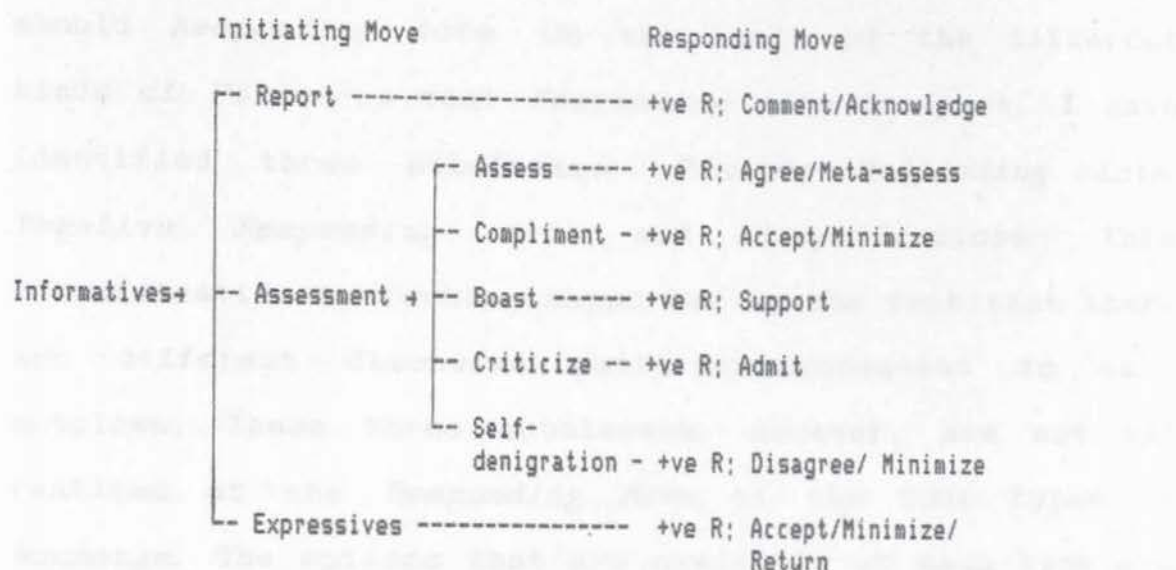 Initiating Move Responding Move
Report ---------------- +ve R: Comment/Acknowledge
Assess ----- +ve R: Agree/Meta-assess
Compliment - +ve R: Accept/Minimize
Informatives Assessment Boast ------ +ve R: Support
Criticize -- +ve R: Admit
Self-
denigration - +ve R: Disagree/ Minimize
Expressives --------------- +ve R: Accept/Minimize/
Return